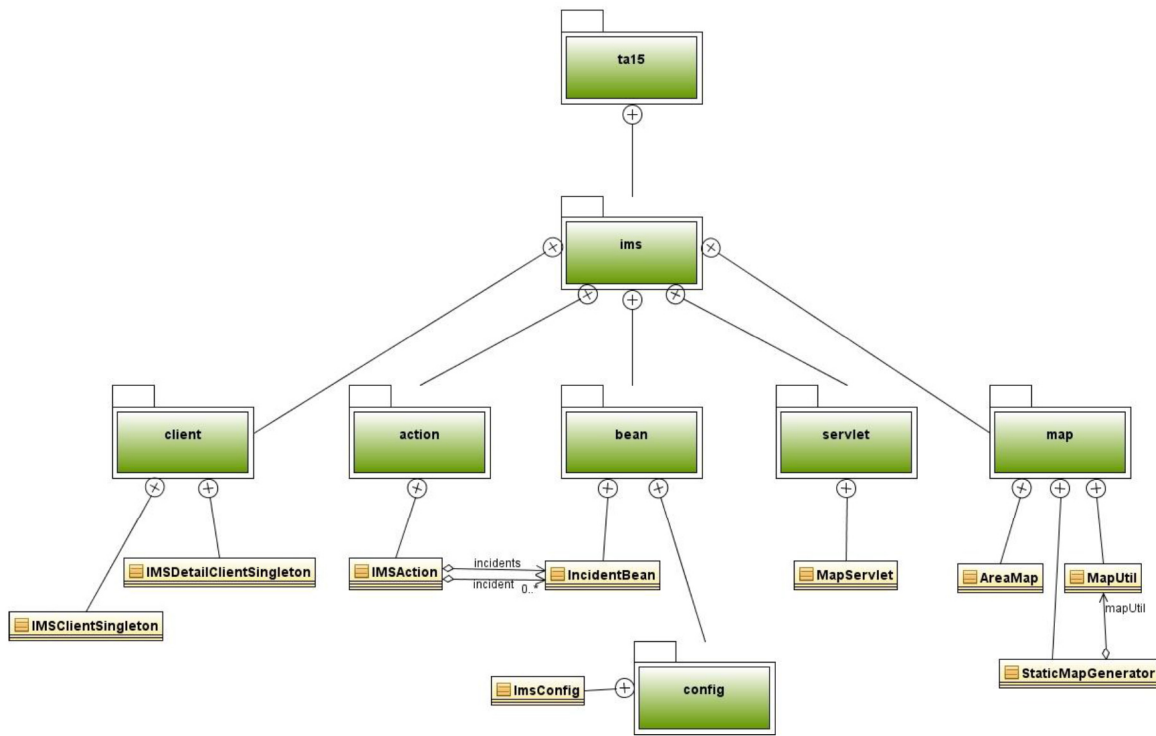 ta15
ims
client
action
bean
servlet
map
incidents
IMSDetailClientSingleton
IMSAction
IncidentBean
MapServlet
AreaMap
MapUtil
incident
0..*
mapUtil
IMSClientSingleton
StaticMapGenerator
ImsConfig
config